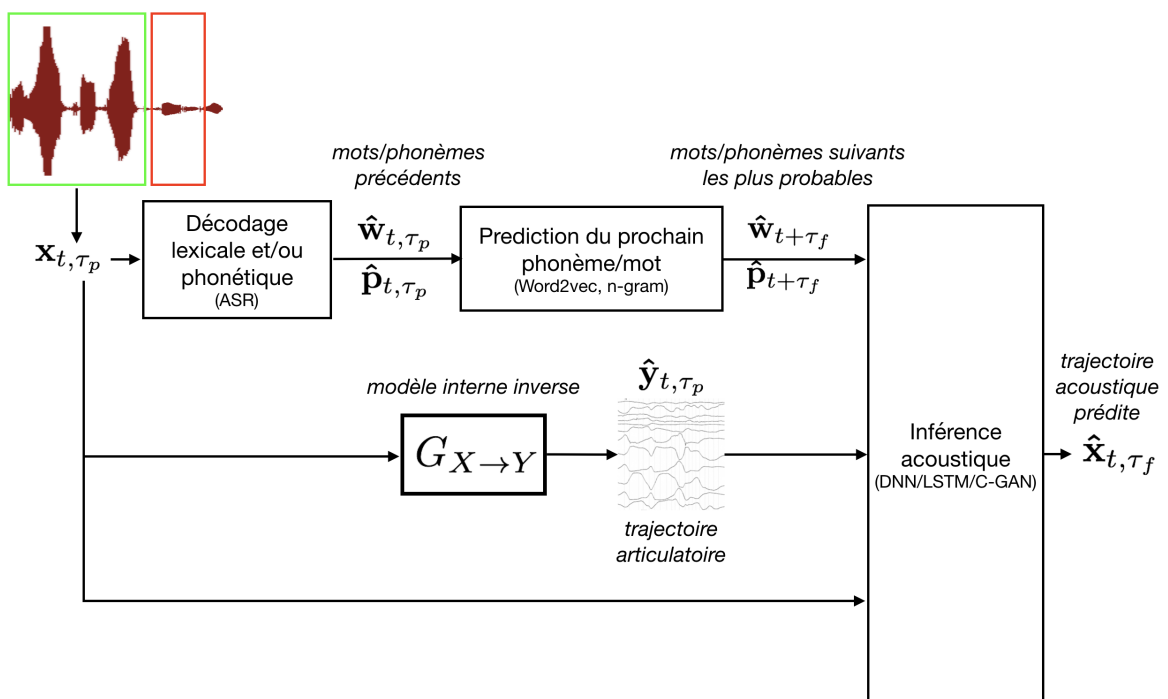 mots/phonèmes
précédents
mots/phonèmes suivants
les plus probables
x_{t,τ_p}
Décodage
lexicale et/ou
phonétique
(ASR)
ŵ_{t,τ_p}
p̂_{t,τ_p}
Prediction du prochain
phonème/mot
(Word2vec, n-gram)
ŵ_{t+τ_f}
p̂_{t+τ_f}
modèle interne inverse
G_{X→Y}
ŷ_{t,τ_p}
trajectoire
articulatoire
Inférence
acoustique
(DNN/LSTM/C-GAN)
trajectoire
acoustique
prédite
x̂_{t,τ_f}